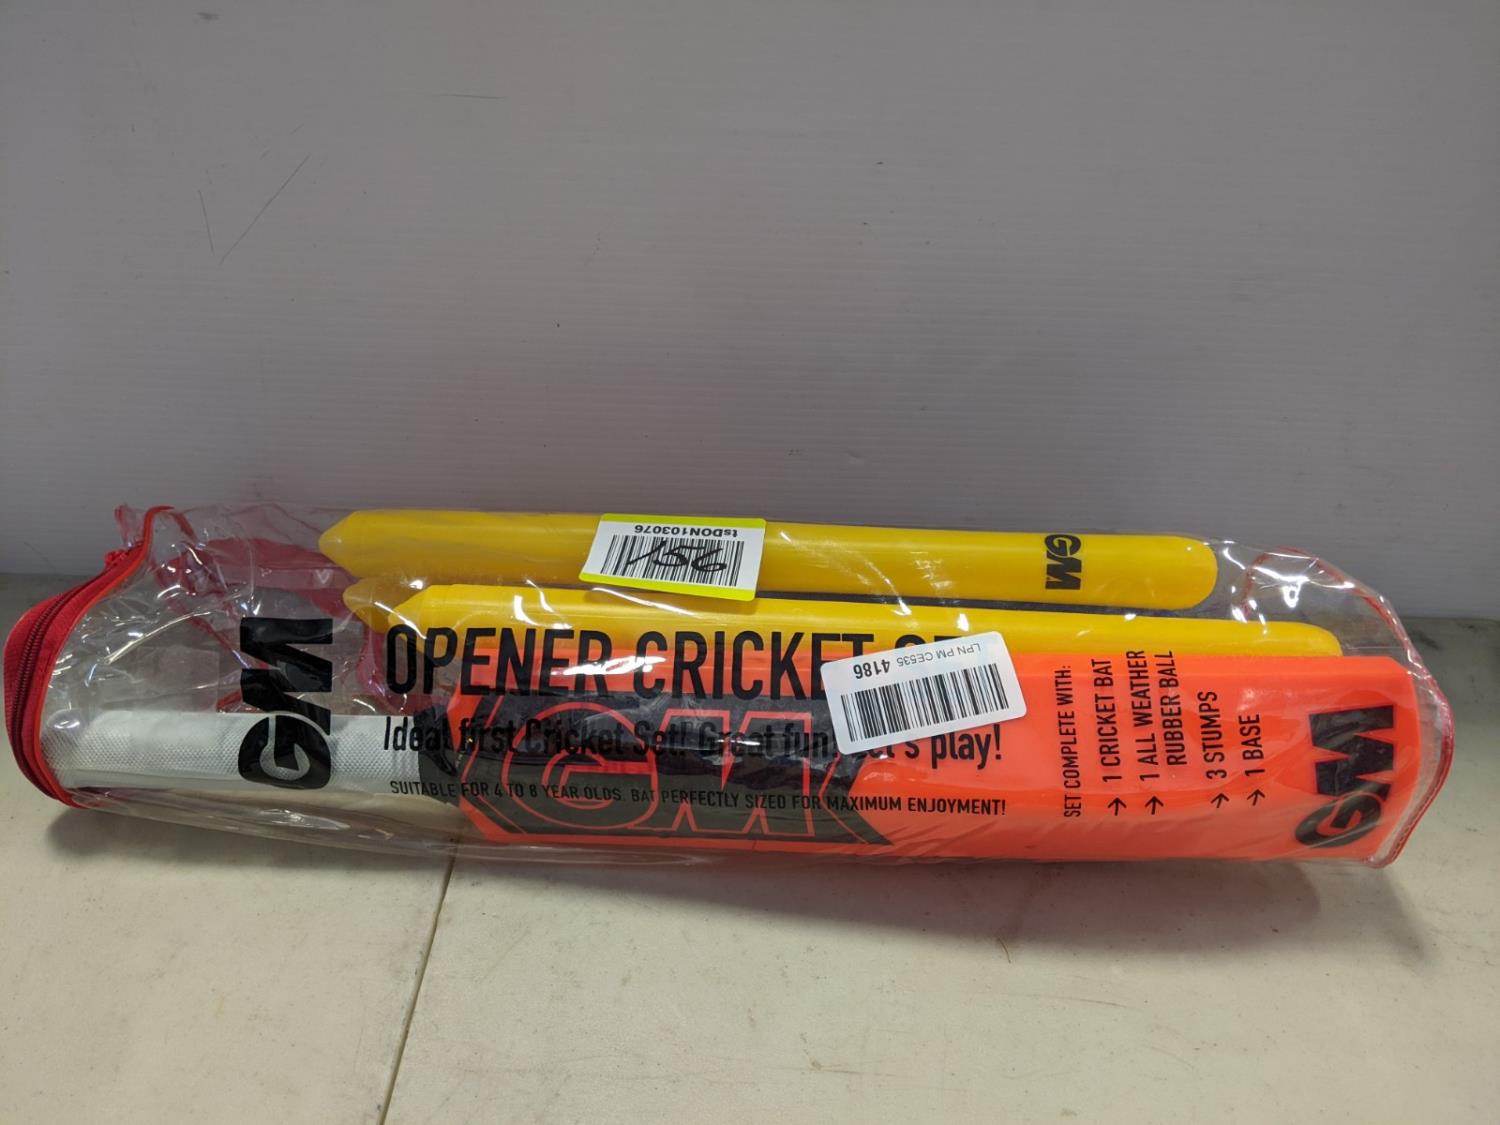 GM
tsDON103076
951
GM
OPENER CRICKET
LPN PM CE535 4186
Ideal first Cricket Set! Great fun! Let's play!
SUITABLE FOR 4 TO 8 YEAR OLDS. BAT PERFECTLY SIZED FOR MAXIMUM ENJOYMENT!
GM
SET COMPLETE WITH:
→ 1 CRICKET BAT
→ 1 ALL WEATHER
RUBBER BALL
→ 3 STUMPS
→ 1 BASE
GM